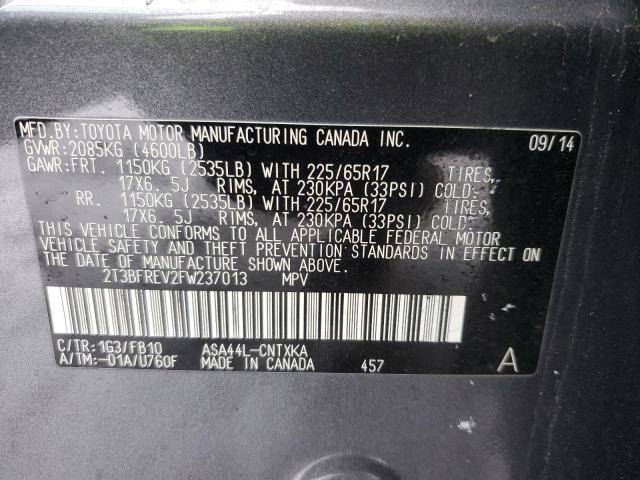 MFD.BY:TOYOTA MOTOR MANUFACTURING CANADA INC. 09/14
GVWR:2085KG (4600LB)
GAWR:FRT. 1150KG (2535LB) WITH 225/65R17 TIRES,
17X6. 5J RIMS, AT 230KPA (33PSI) COLD:
RR. 1150KG (2535LB) WITH 225/65R17 TIRES,
17X6. 5J RIMS, AT 230KPA (33PSI) COLD:
THIS VEHICLE CONFORMS TO ALL APPLICABLE FEDERAL MOTOR
VEHICLE SAFETY AND THEFT PREVENTION STANDARDS IN EFFECT ON
THE DATE OF MANUFACTURE SHOWN ABOVE.
2T3BFREV2FW237013 MPV
C/TR:1G3/FB10 ASA44L-CNTXKA
A/TM:-01A/U760F MADE IN CANADA 457 A